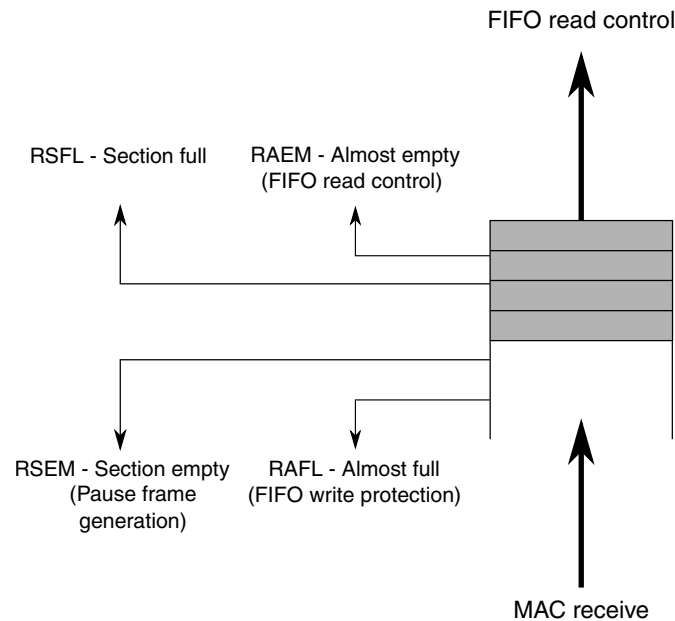 FIFO read control
RSFL - Section full
RAEM - Almost empty
(FIFO read control)
RSEM - Section empty
(Pause frame
generation)
RAFL - Almost full
(FIFO write protection)
MAC receive